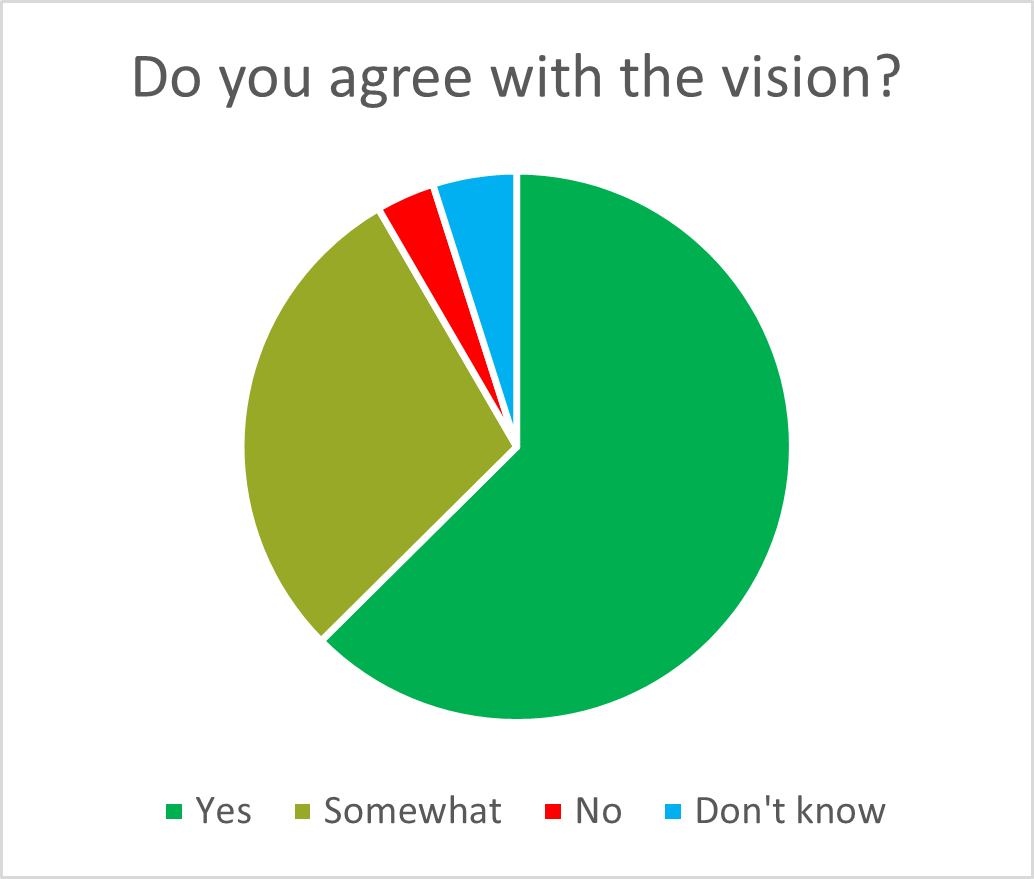 Do you agree with the vision?
Yes Somewhat No Don't know